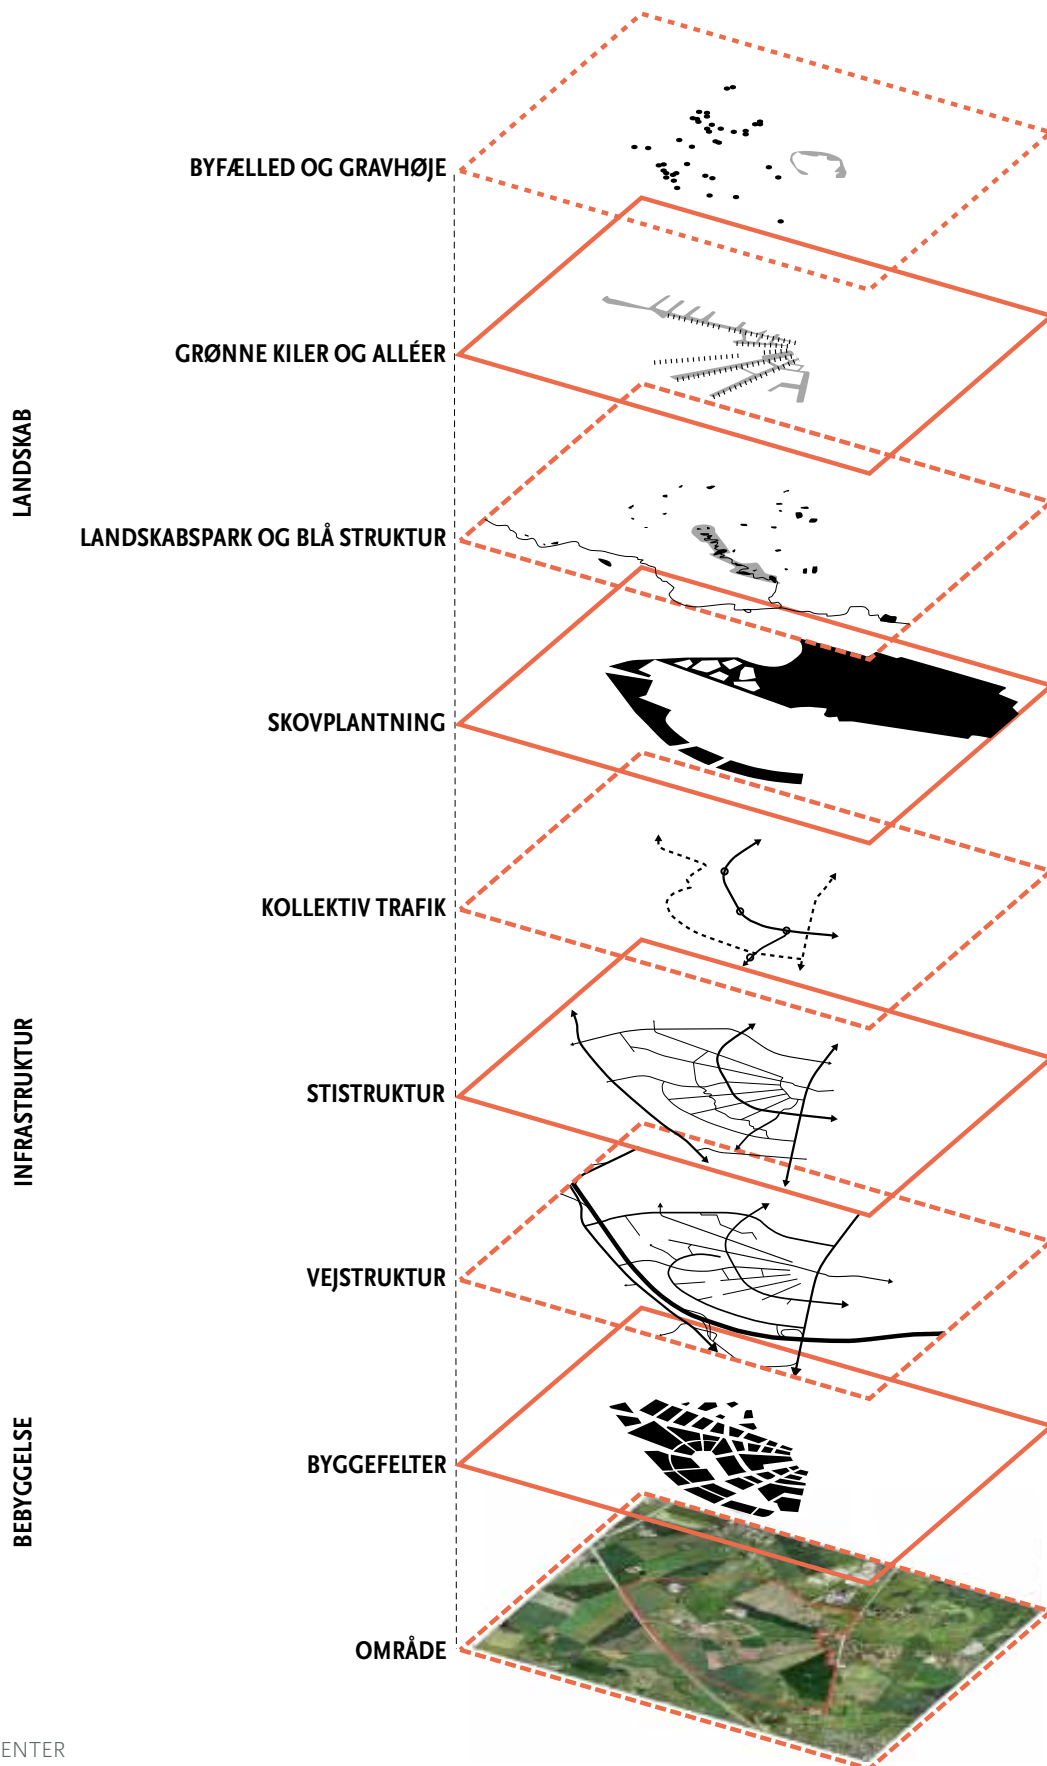 BYFÆLLED OG GRAVHØJE
GRØNNE KILER OG ALLÉER
LANDSKAB
LANDSKABSPARK OG BLÅ STRUKTUR
SKOVPLANTNING
KOLLEKTIV TRAFIK
INFRASTRUKTUR
STISTRUKTUR
VEJSTRUKTUR
BEBYGGELSE
BYGGEFELTER
OMRÅDE
ENTER